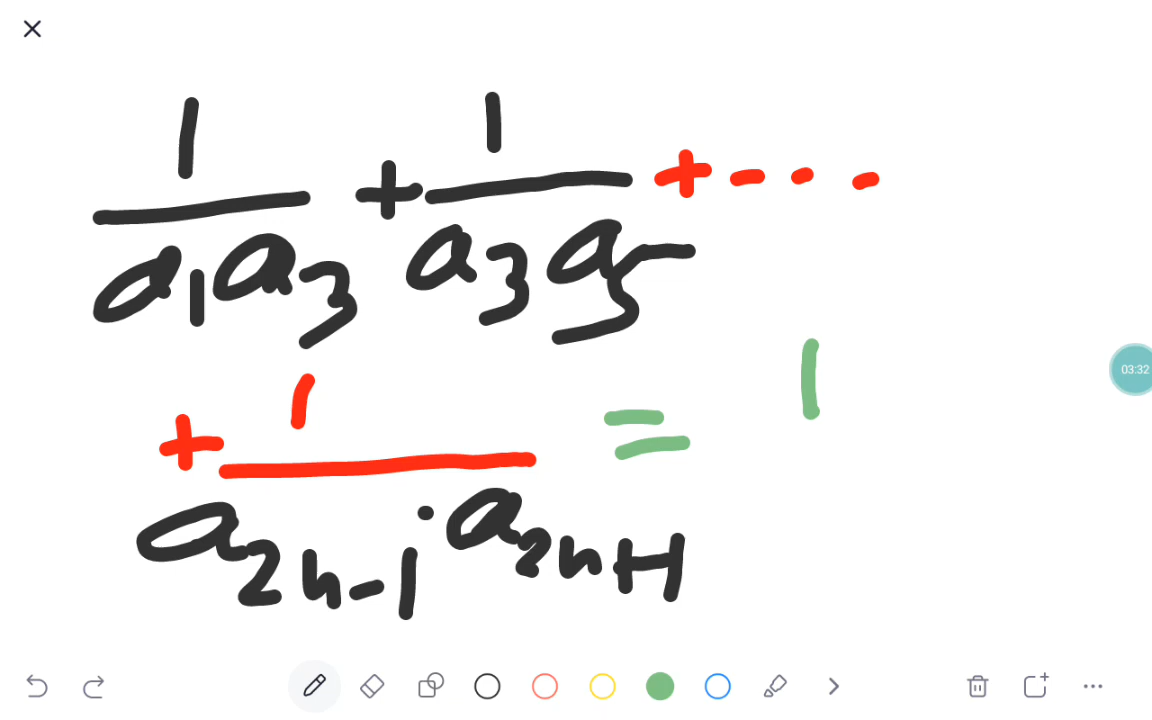 1/(a₁a₃) + 1/(a₃a₅) + ...
+ 1/(a₂ₙ₋₁ · a₂ₙ₊₁) = 1
03:32